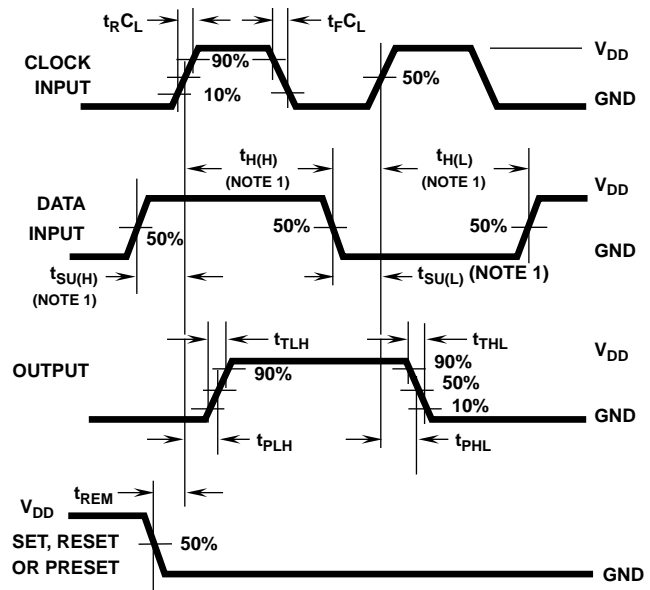 tRCL
tFCL
CLOCK
INPUT
90%
10%
50%
VDD
GND
tH(H)
(NOTE 1)
tH(L)
(NOTE 1)
DATA
INPUT
50%
50%
50%
VDD
GND
tSU(H)
(NOTE 1)
tSU(L) (NOTE 1)
tTLH
tTHL
OUTPUT
90%
90%
50%
10%
VDD
GND
tPLH
tPHL
tREM
VDD
SET, RESET
OR PRESET
50%
GND